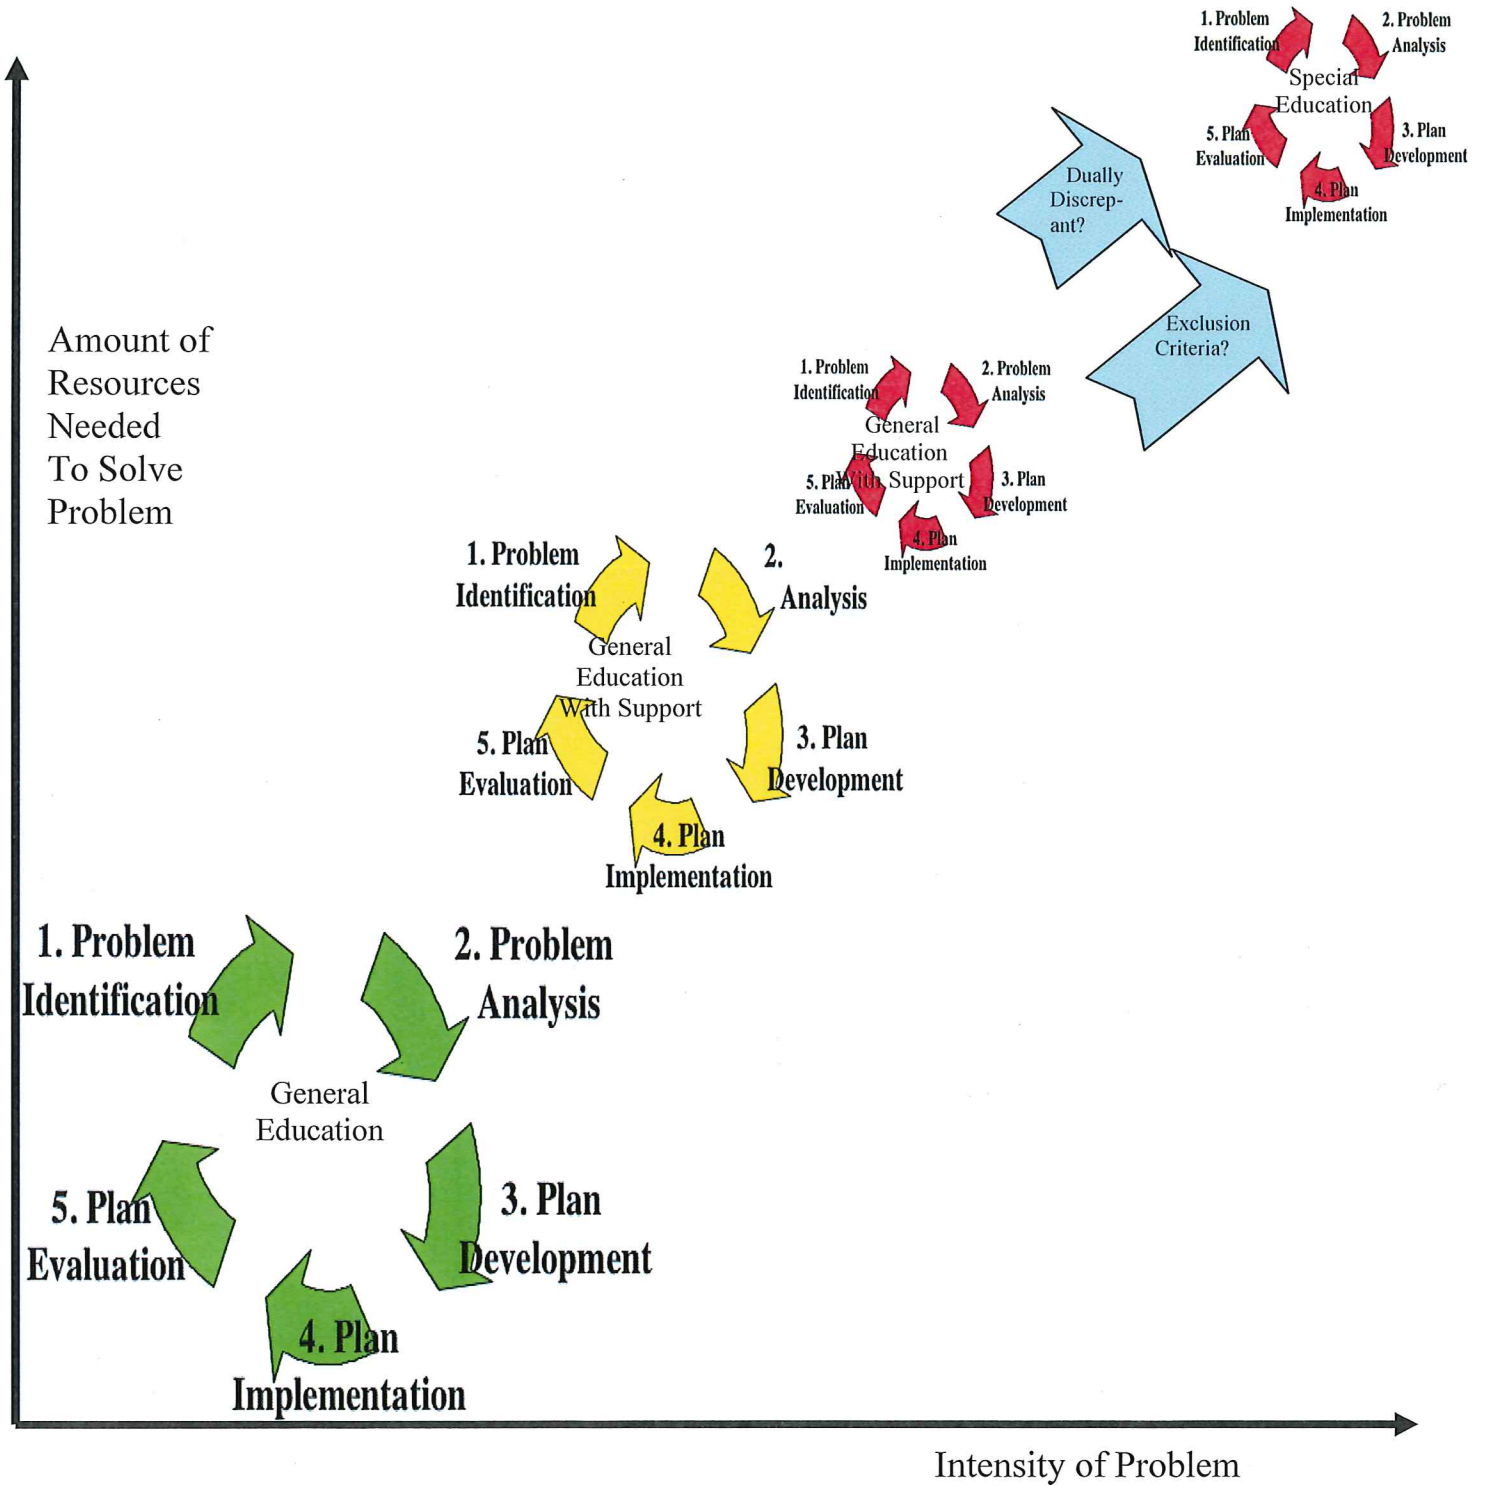 1. Problem
Identification
2. Problem
Analysis
Special
Education
5. Plan
Evaluation
3. Plan
Development
4. Plan
Implementation
Dually
Discrep-
ant?
Exclusion
Criteria?
Amount of
Resources
Needed
To Solve
Problem
1. Problem
Identification
2. Problem
Analysis
General
Education
With Support
5. Plan
Evaluation
3. Plan
Development
4. Plan
Implementation
1. Problem
Identification
2.
Analysis
General
Education
With Support
5. Plan
Evaluation
3. Plan
Development
4. Plan
Implementation
1. Problem
Identification
2. Problem
Analysis
General
Education
5. Plan
Evaluation
3. Plan
Development
4. Plan
Implementation
Intensity of Problem